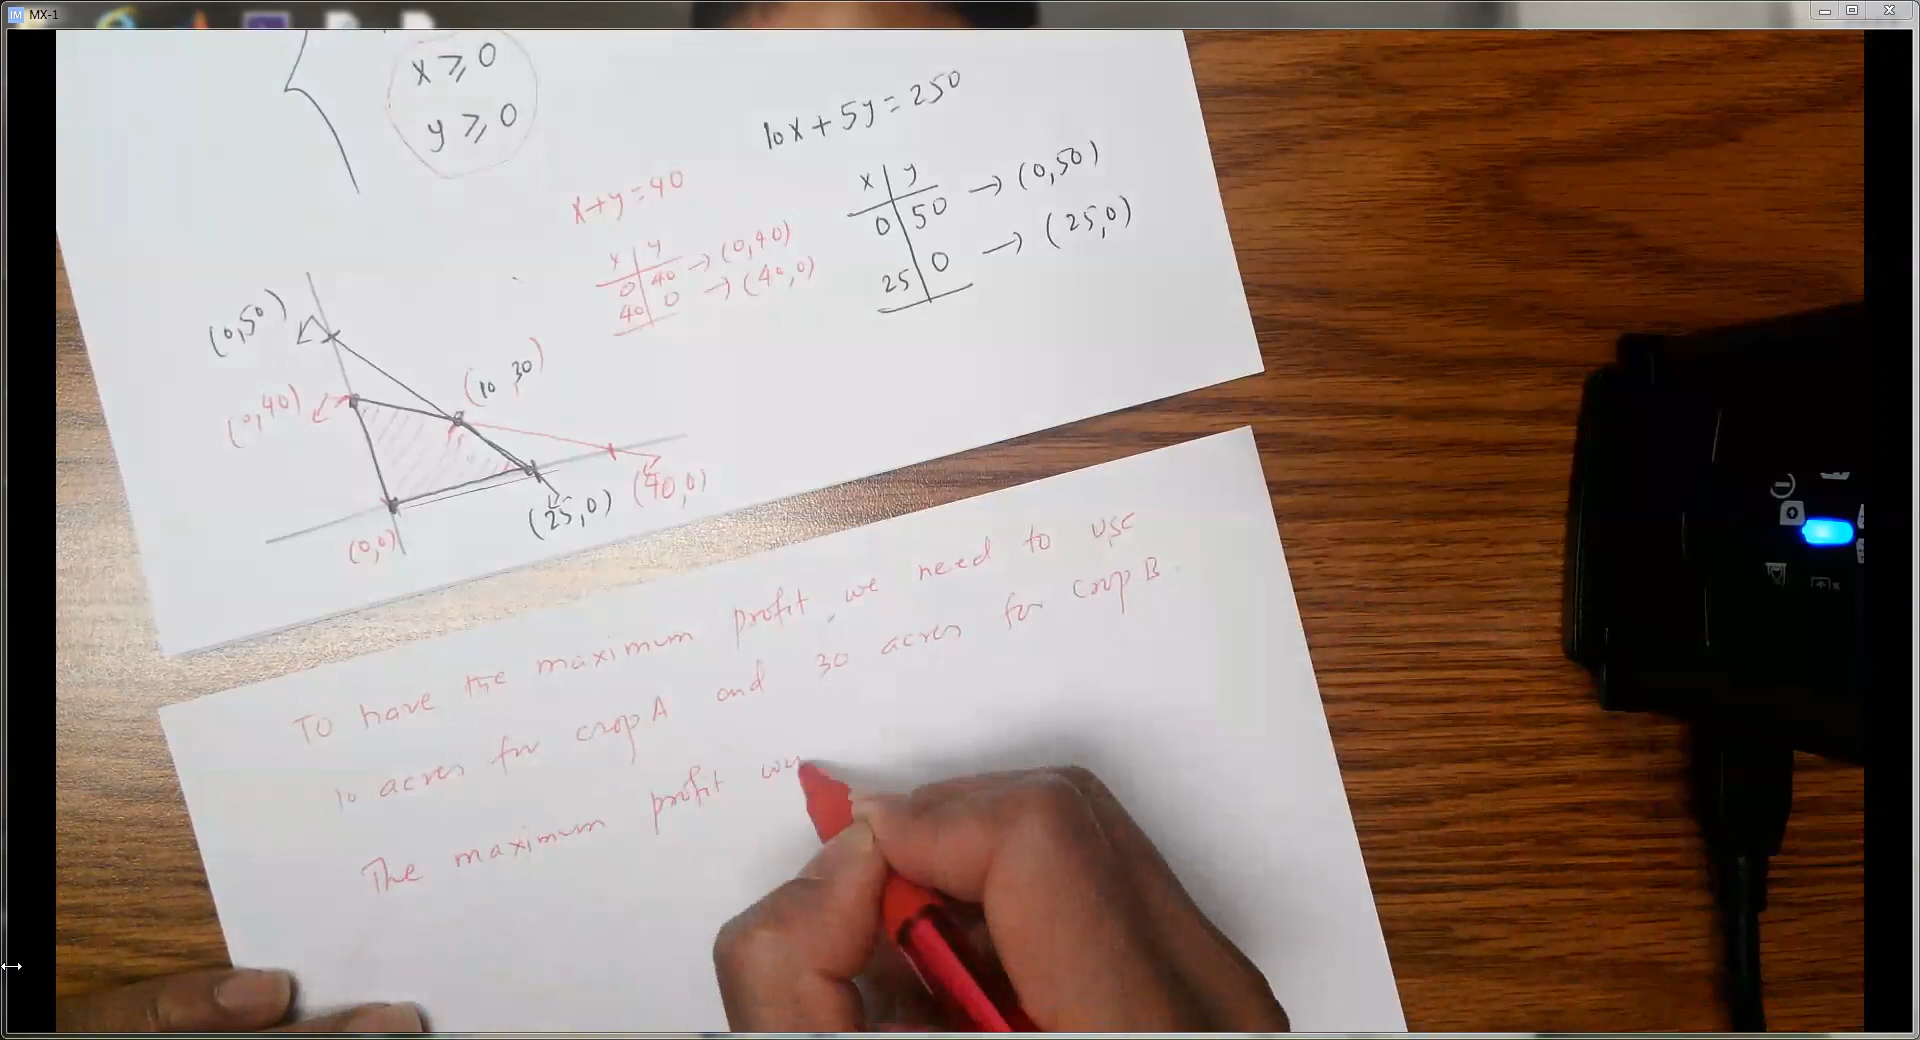 MX-1
x ⩾ 0
y ⩾ 0
10x + 5y = 250
x y
0 50 → (0,50)
25 0 → (25,0)
x+y=40
x y
0 40 → (0,40)
40 0 → (40,0)
(0,50)
(0,40)
(10,30)
(0,0)
(25,0)
(40,0)
To have the maximum profit, we need to use
10 acres for crop A and 30 acres for crop B.
The maximum profit